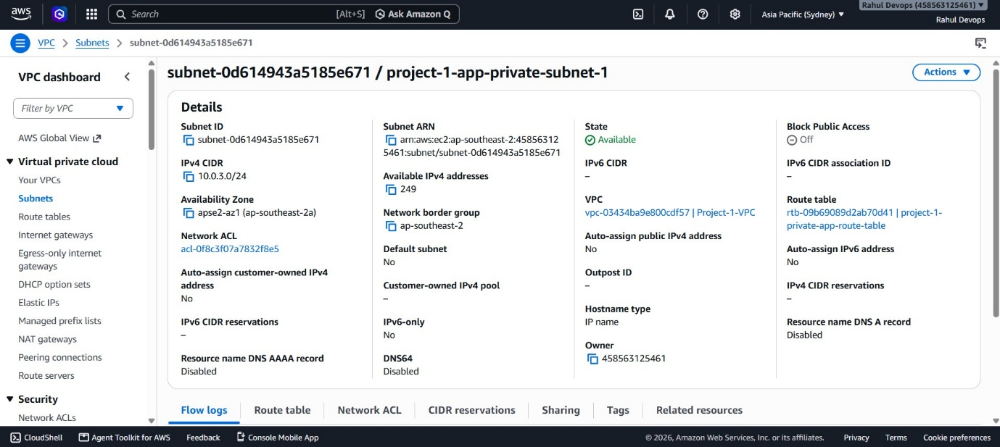 aws
Search [Alt+S] Ask Amazon Q
Asia Pacific (Sydney)
Rahul Devops (458563125461)
Rahul Devops
VPC > Subnets > subnet-0d614943a5185e671
VPC dashboard
Filter by VPC
AWS Global View
Virtual private cloud
Your VPCs
Subnets
Route tables
Internet gateways
Egress-only internet
gateways
DHCP option sets
Elastic IPs
Managed prefix lists
NAT gateways
Peering connections
Route servers
Security
Network ACLs
subnet-0d614943a5185e671 / project-1-app-private-subnet-1
Actions
Details
Subnet ID
subnet-0d614943a5185e671
IPv4 CIDR
10.0.3.0/24
Availability Zone
apse2-az1 (ap-southeast-2a)
Network ACL
acl-0f8c3f07a7832f8e5
Auto-assign customer-owned IPv4
address
No
IPv6 CIDR reservations
–
Resource name DNS AAAA record
Disabled
Subnet ARN
arn:aws:ec2:ap-southeast-2:45856312
5461:subnet/subnet-0d614943a5185e671
Available IPv4 addresses
249
Network border group
ap-southeast-2
Default subnet
No
Customer-owned IPv4 pool
–
IPv6-only
No
DNS64
Disabled
State
Available
IPv6 CIDR
–
VPC
vpc-03434ba9e800cdf57 | Project-1-VPC
Auto-assign public IPv4 address
No
Outpost ID
–
Hostname type
IP name
Owner
458563125461
Block Public Access
Off
IPv6 CIDR association ID
–
Route table
rtb-09b69089d2ab70d41 | project-1-
private-app-route-table
Auto-assign IPv6 address
No
IPv4 CIDR reservations
–
Resource name DNS A record
Disabled
Flow logs
Route table
Network ACL
CIDR reservations
Sharing
Tags
Related resources
CloudShell
Agent Toolkit for AWS
Feedback
Console Mobile App
© 2026, Amazon Web Services, Inc. or its affiliates.
Privacy
Terms
Cookie preferences